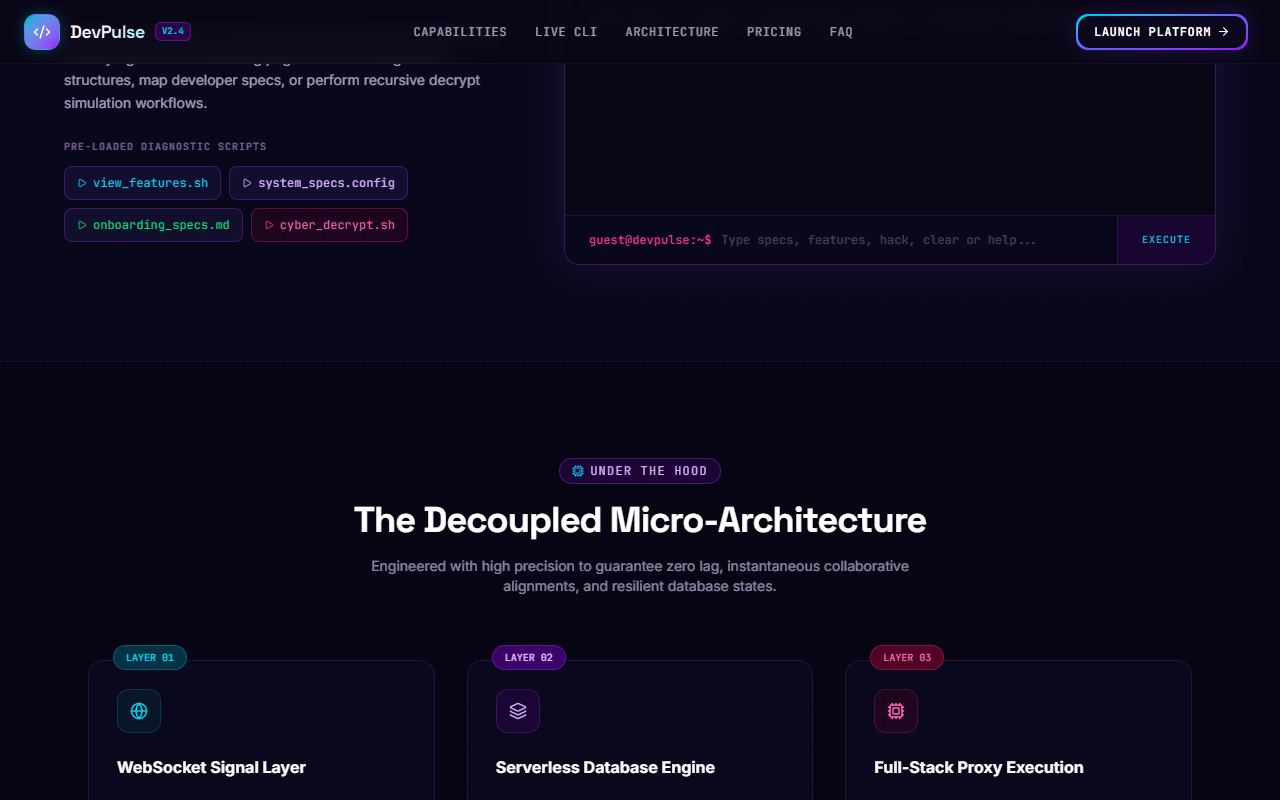 DevPulse V2.4
CAPABILITIES LIVE CLI ARCHITECTURE PRICING FAQ
LAUNCH PLATFORM →
structures, map developer specs, or perform recursive decrypt
simulation workflows.
PRE-LOADED DIAGNOSTIC SCRIPTS
view_features.sh
system_specs.config
onboarding_specs.md
cyber_decrypt.sh
guest@devpulse:~$ Type specs, features, hack, clear or help...
EXECUTE
UNDER THE HOOD
The Decoupled Micro-Architecture
Engineered with high precision to guarantee zero lag, instantaneous collaborative
alignments, and resilient database states.
LAYER 01
WebSocket Signal Layer
LAYER 02
Serverless Database Engine
LAYER 03
Full-Stack Proxy Execution